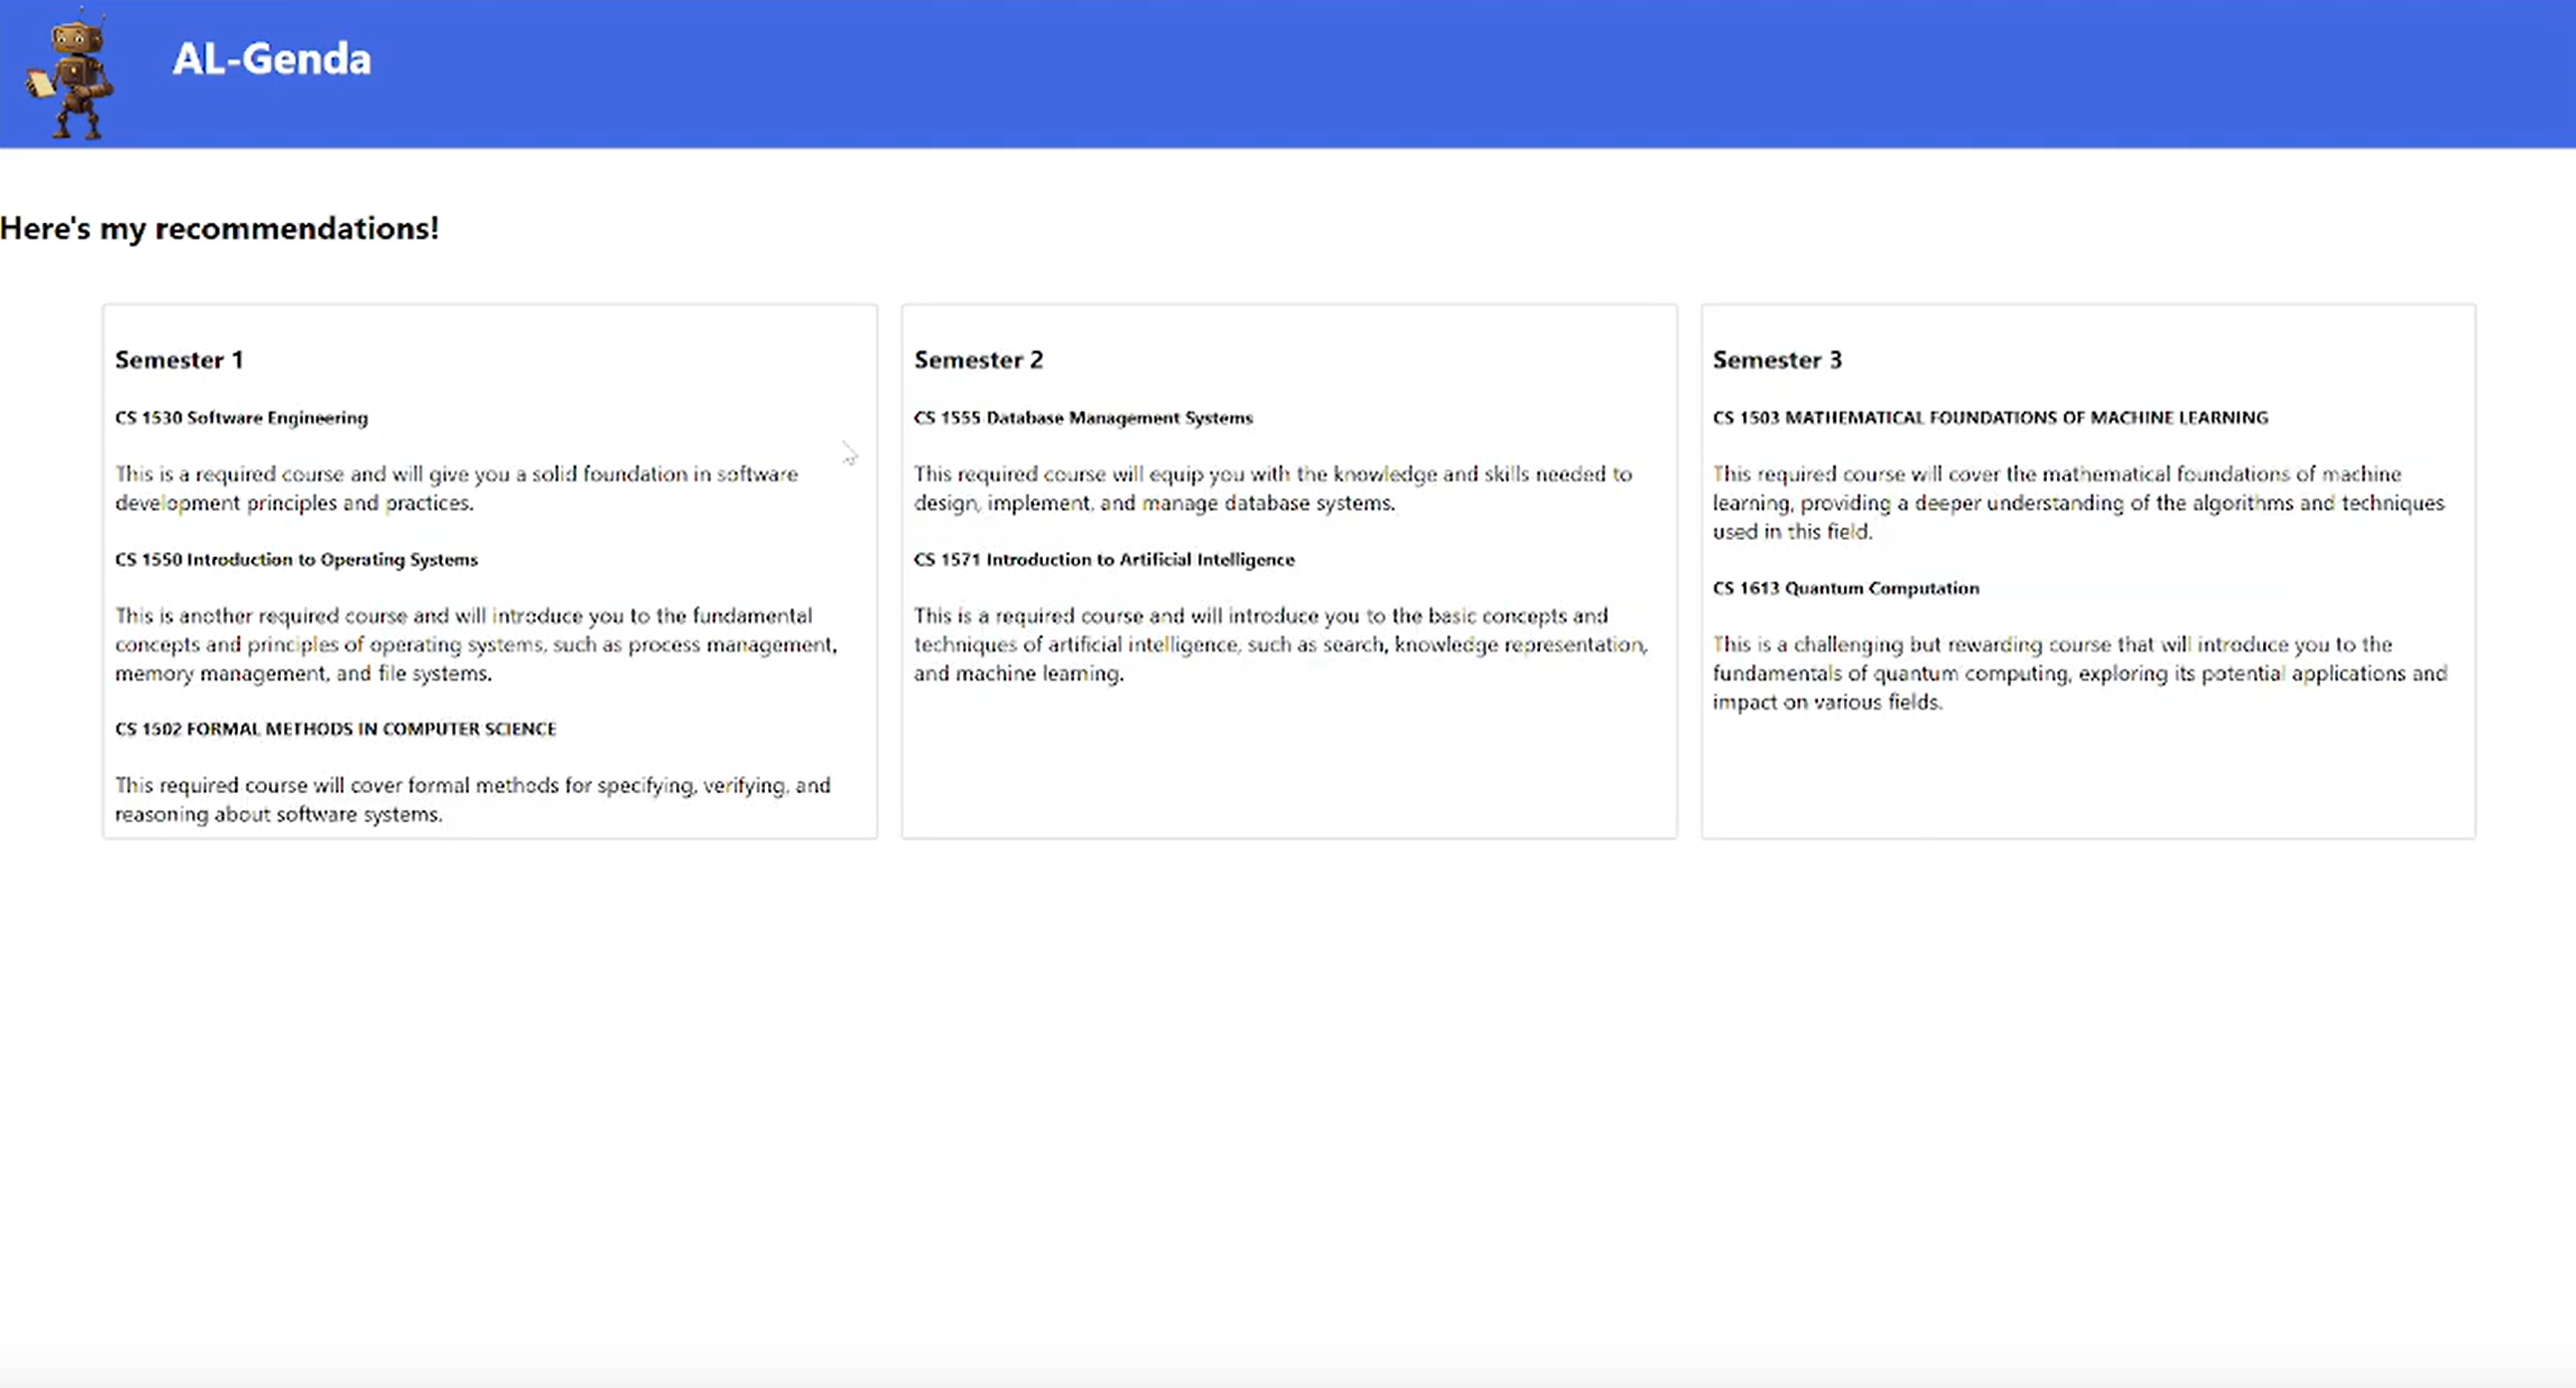 AL-Genda
Here's my recommendations!
Semester 1
CS 1530 Software Engineering
This is a required course and will give you a solid foundation in software
development principles and practices.
CS 1550 Introduction to Operating Systems
This is another required course and will introduce you to the fundamental
concepts and principles of operating systems, such as process management,
memory management, and file systems.
CS 1502 FORMAL METHODS IN COMPUTER SCIENCE
This required course will cover formal methods for specifying, verifying, and
reasoning about software systems.
Semester 2
CS 1555 Database Management Systems
This required course will equip you with the knowledge and skills needed to
design, implement, and manage database systems.
CS 1571 Introduction to Artificial Intelligence
This is a required course and will introduce you to the basic concepts and
techniques of artificial intelligence, such as search, knowledge representation,
and machine learning.
Semester 3
CS 1503 MATHEMATICAL FOUNDATIONS OF MACHINE LEARNING
This required course will cover the mathematical foundations of machine
learning, providing a deeper understanding of the algorithms and techniques
used in this field.
CS 1613 Quantum Computation
This is a challenging but rewarding course that will introduce you to the
fundamentals of quantum computing, exploring its potential applications and
impact on various fields.